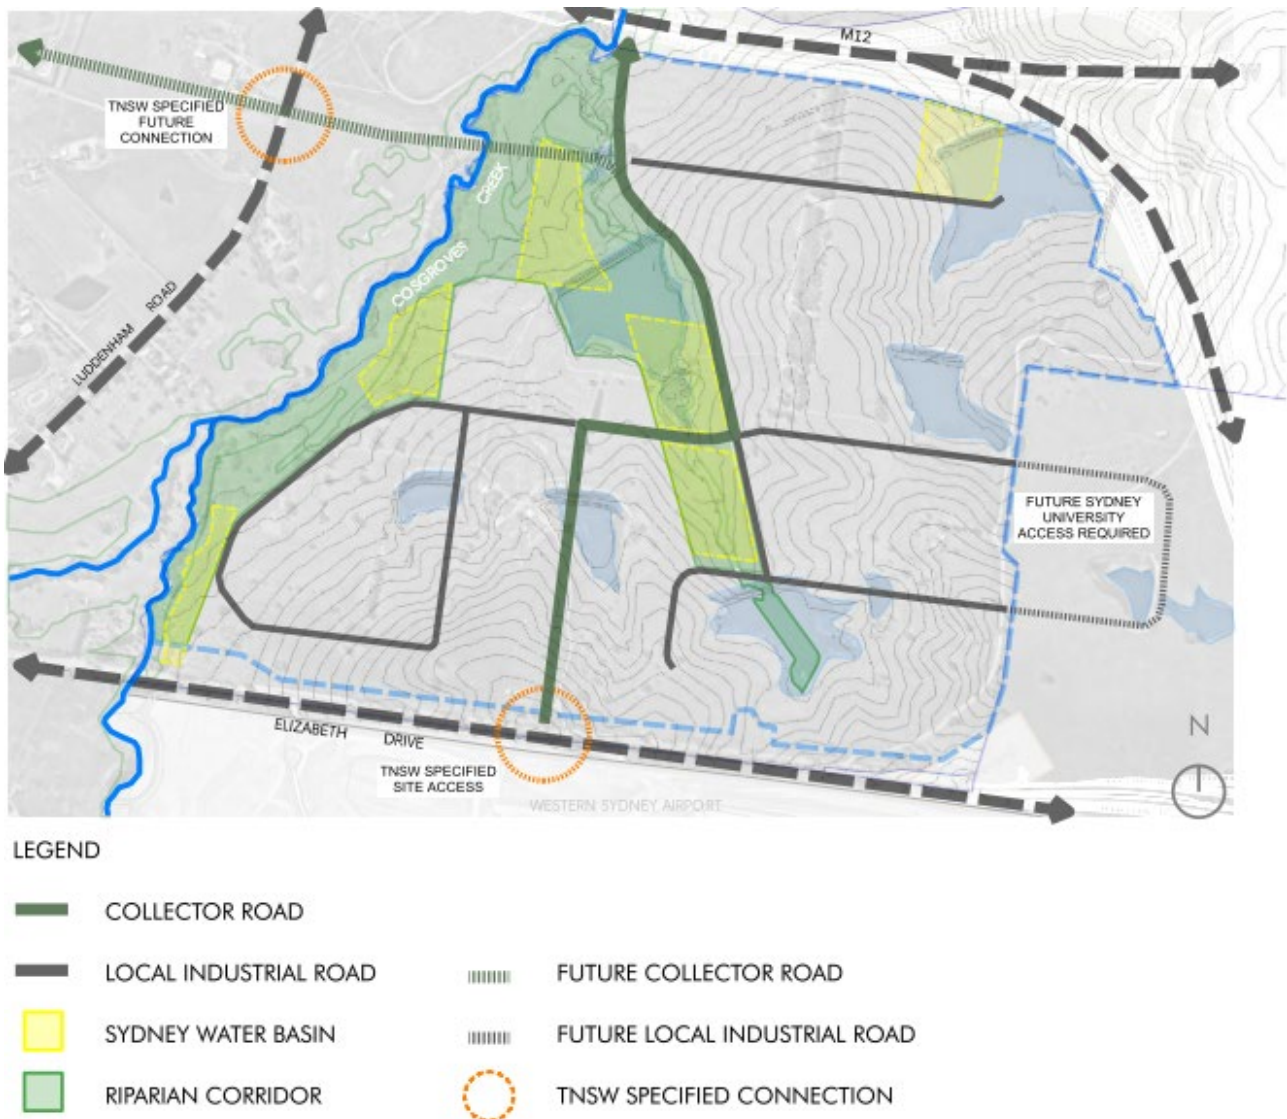 M12
TNSW SPECIFIED
FUTURE
CONNECTION
COSGROVES CREEK
LUDDENHAM ROAD
FUTURE SYDNEY
UNIVERSITY
ACCESS REQUIRED
ELIZABETH DRIVE
TNSW SPECIFIED
SITE ACCESS
WESTERN SYDNEY AIRPORT
N
LEGEND
COLLECTOR ROAD
LOCAL INDUSTRIAL ROAD
FUTURE COLLECTOR ROAD
SYDNEY WATER BASIN
FUTURE LOCAL INDUSTRIAL ROAD
RIPARIAN CORRIDOR
TNSW SPECIFIED CONNECTION